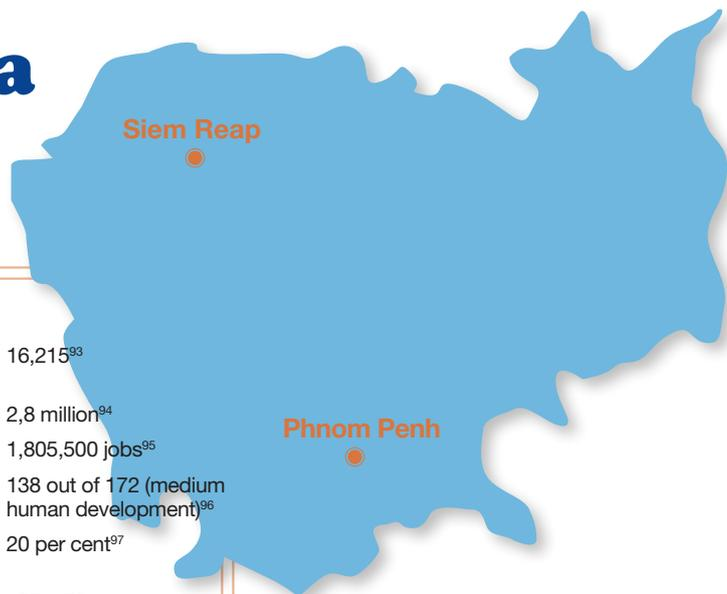 a
Siem Reap
16,215⁹³
2,8 million⁹⁴
Phnom Penh
1,805,500 jobs⁹⁵
138 out of 172 (medium
human development)⁹⁶
20 per cent⁹⁷